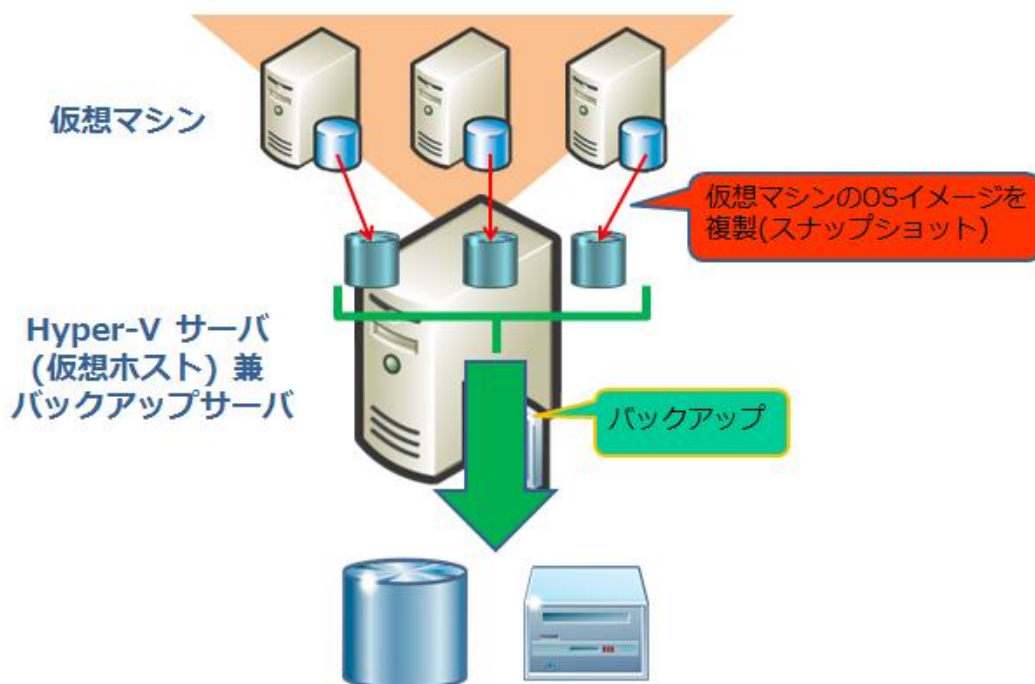 仮想マシン
仮想マシンのOSイメージを
複製(スナップショット)
Hyper-V サーバ
(仮想ホスト) 兼
バックアップサーバ
バックアップ